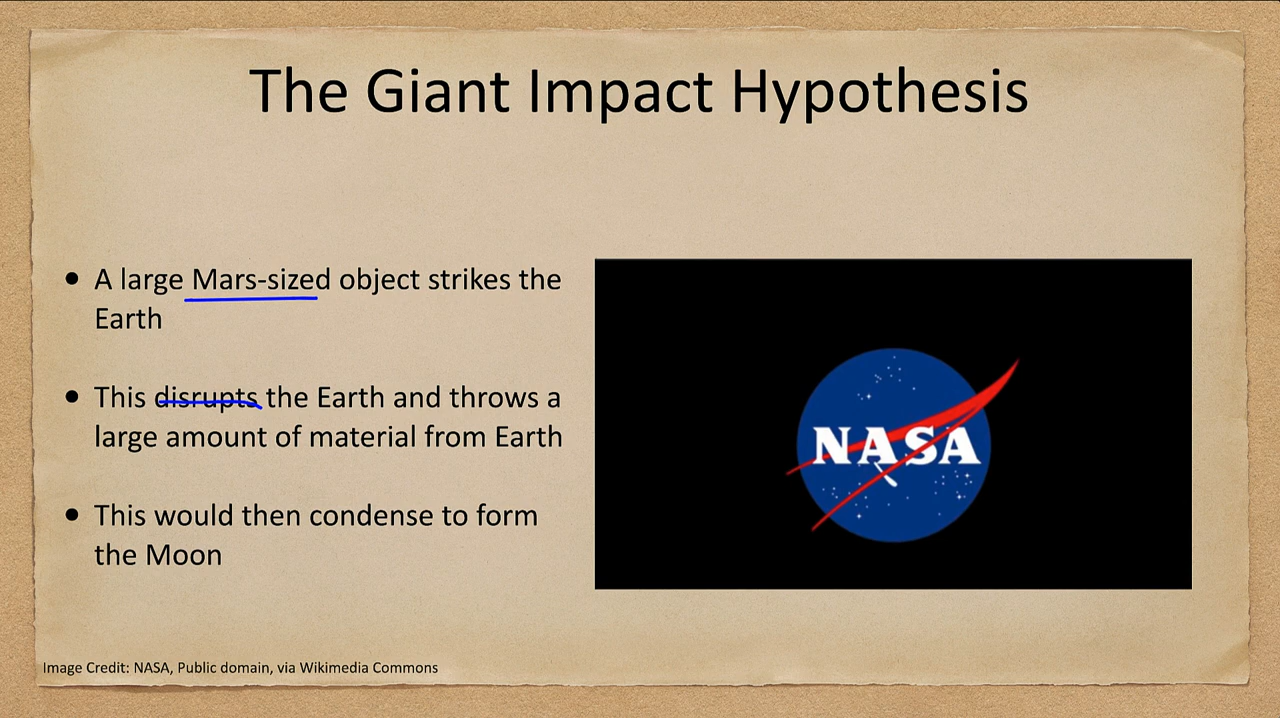 The Giant Impact Hypothesis
• A large Mars-sized object strikes the
Earth
• This disrupts the Earth and throws a
large amount of material from Earth
• This would then condense to form
the Moon
NASA
Image Credit: NASA, Public domain, via Wikimedia Commons